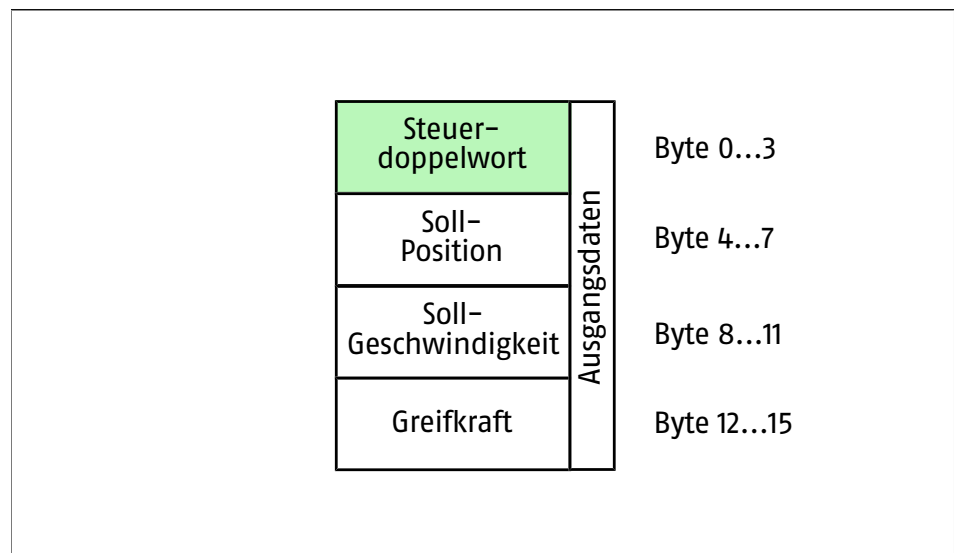 Steuer-
doppelwort
Byte 0...3
Soll-
Position
Byte 4...7
Soll-
Geschwindigkeit
Byte 8...11
Greifkraft
Byte 12...15
Ausgangsdaten